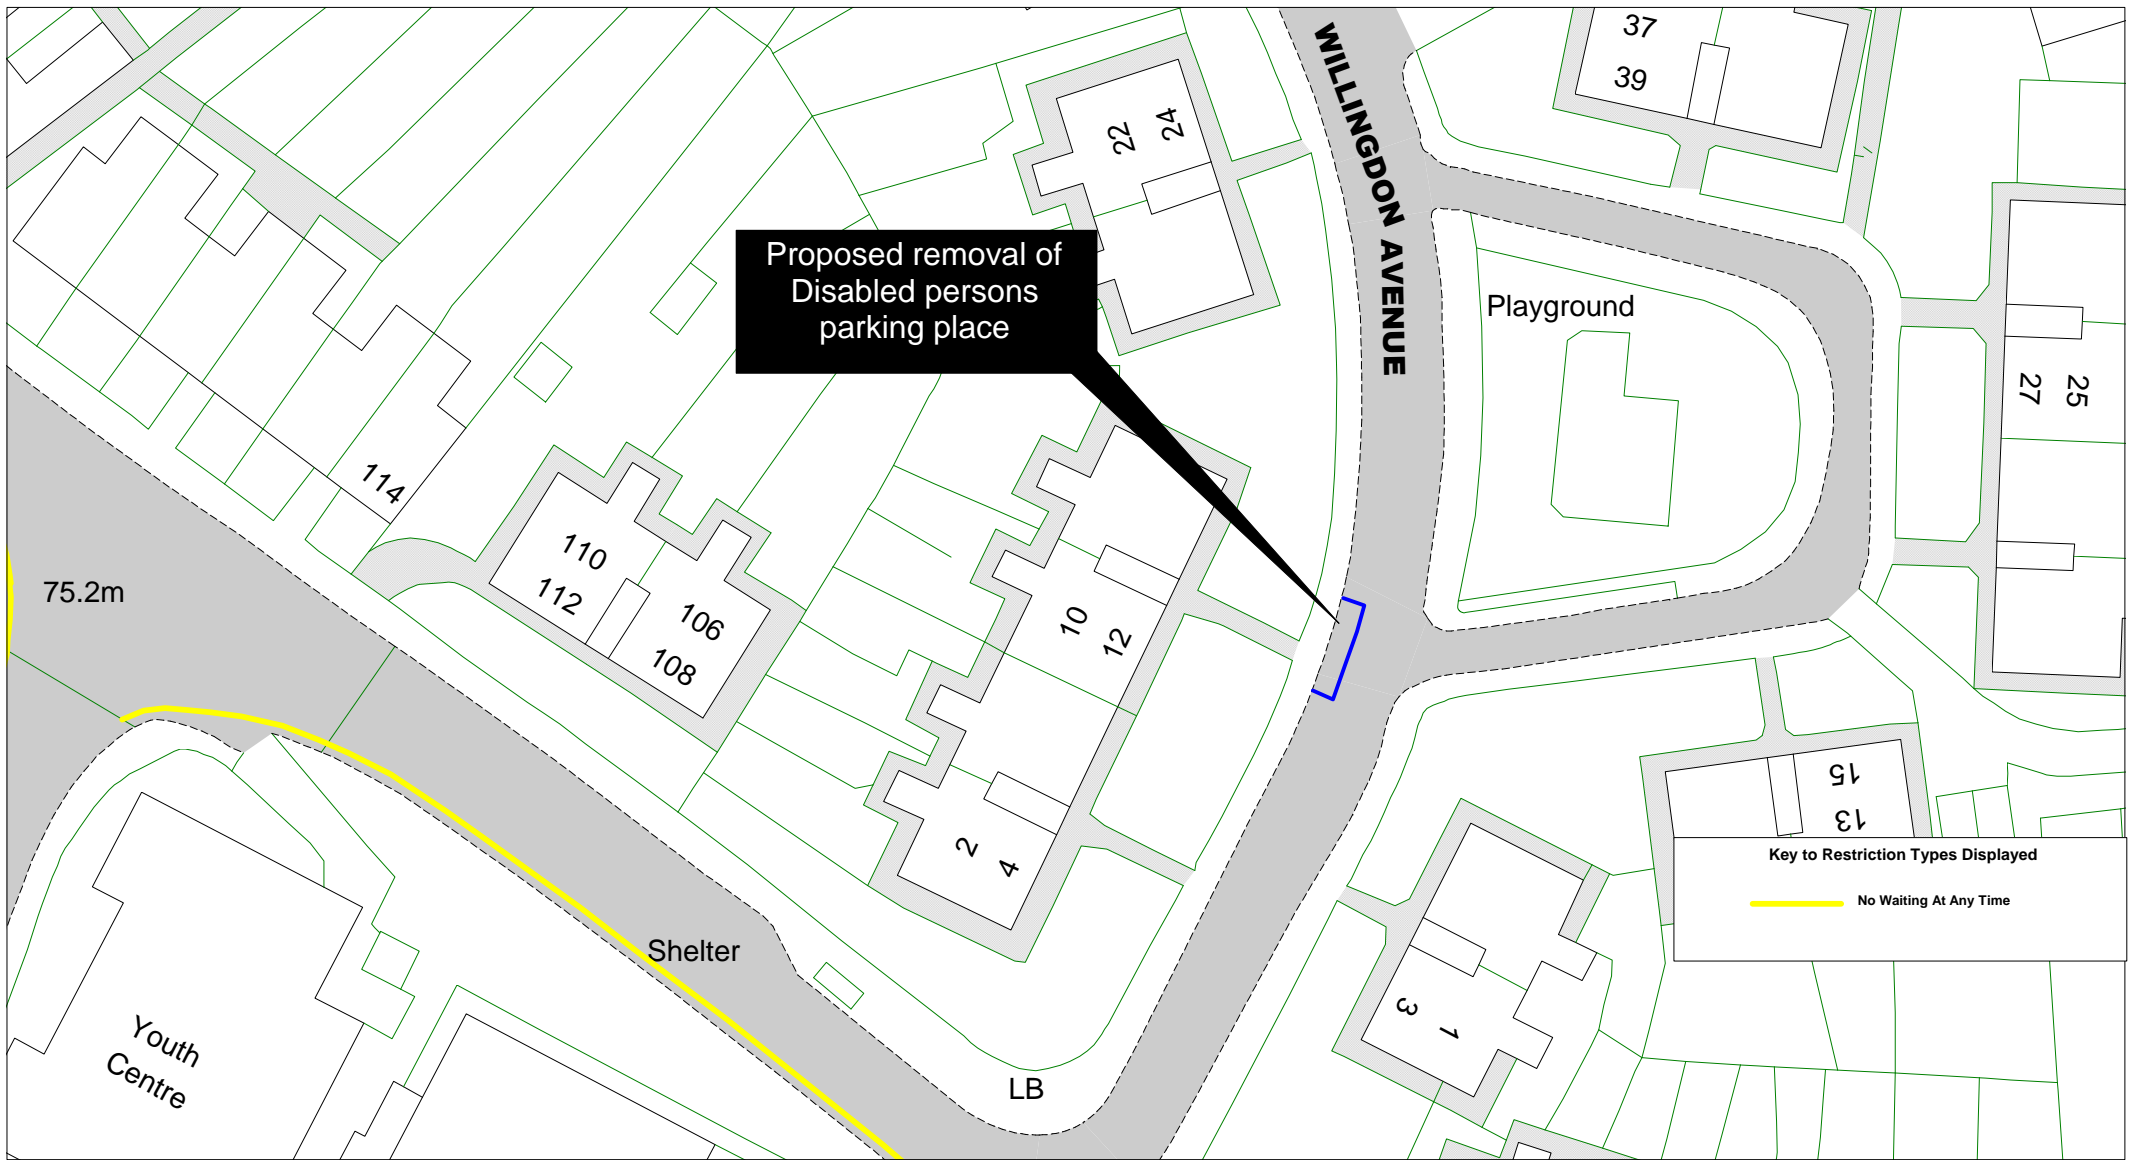 WILLINGDON AVENUE
37
39
22
24
Proposed removal of
Disabled persons
parking place
Playground
25
27
114
110
112
106
108
75.2m
10
12
2
4
15
13
Key to Restriction Types Displayed
No Waiting At Any Time
Shelter
3
1
Youth
Centre
LB